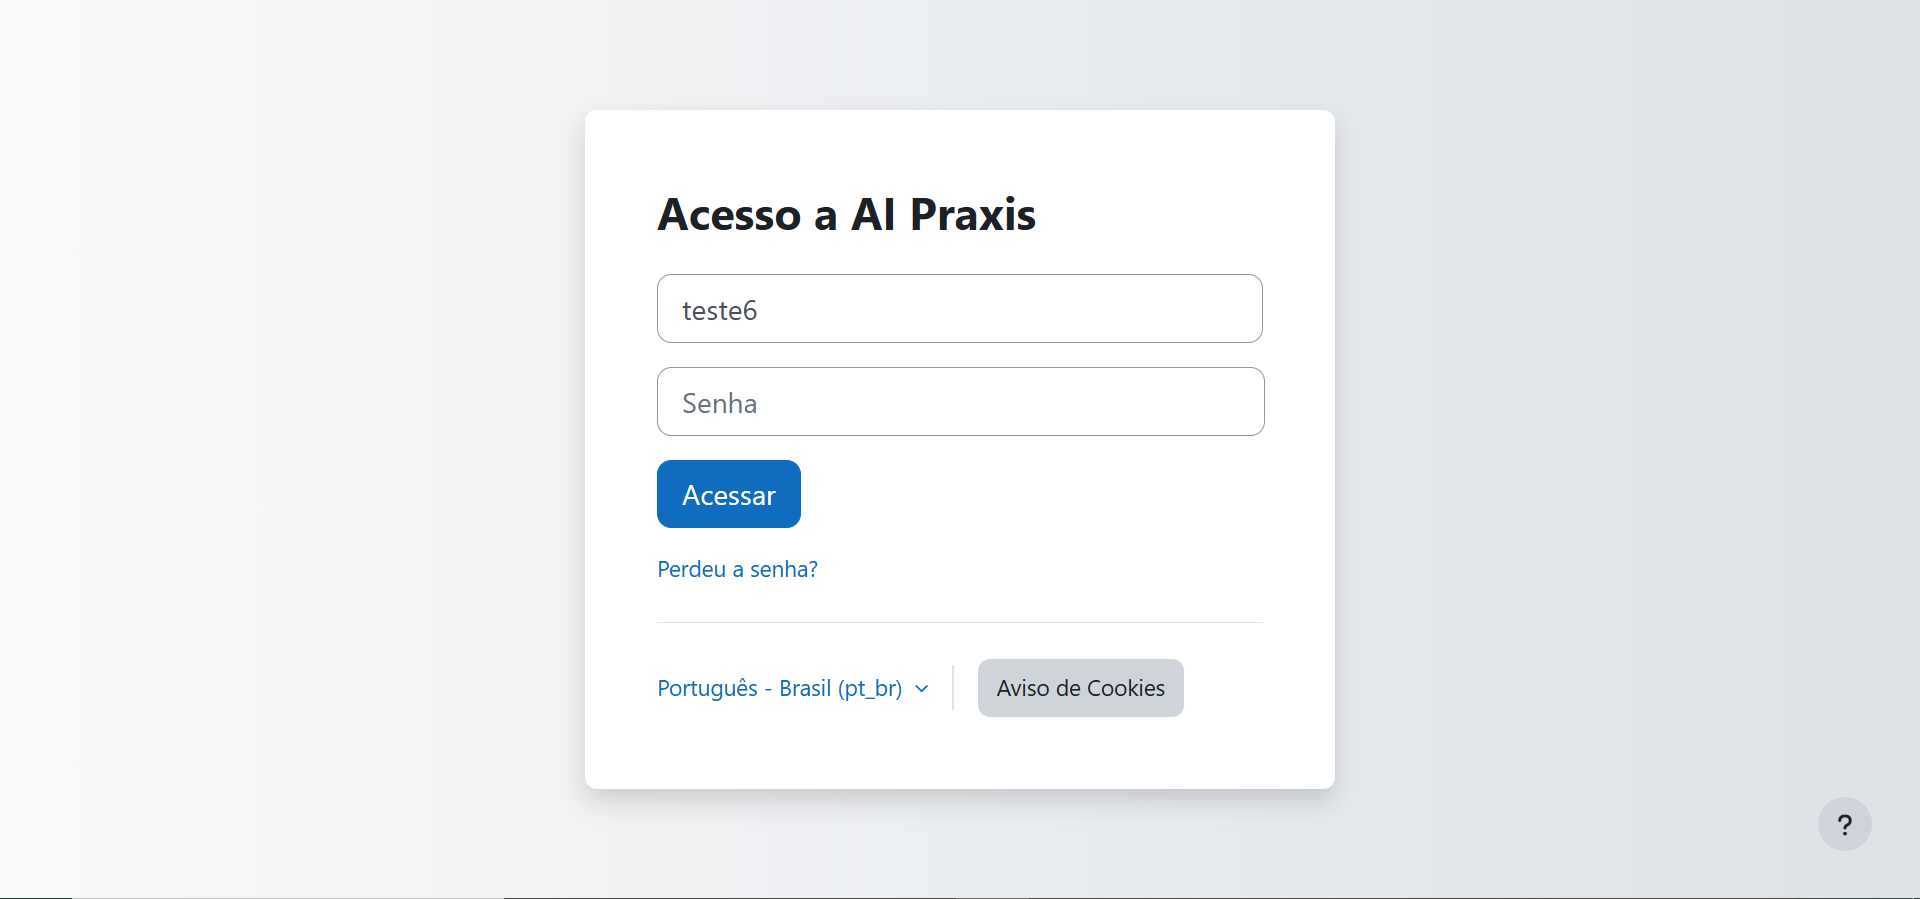 Acesso a AI Praxis
teste6
Senha
Acessar
Perdeu a senha?
Português - Brasil (pt_br)
Aviso de Cookies
?